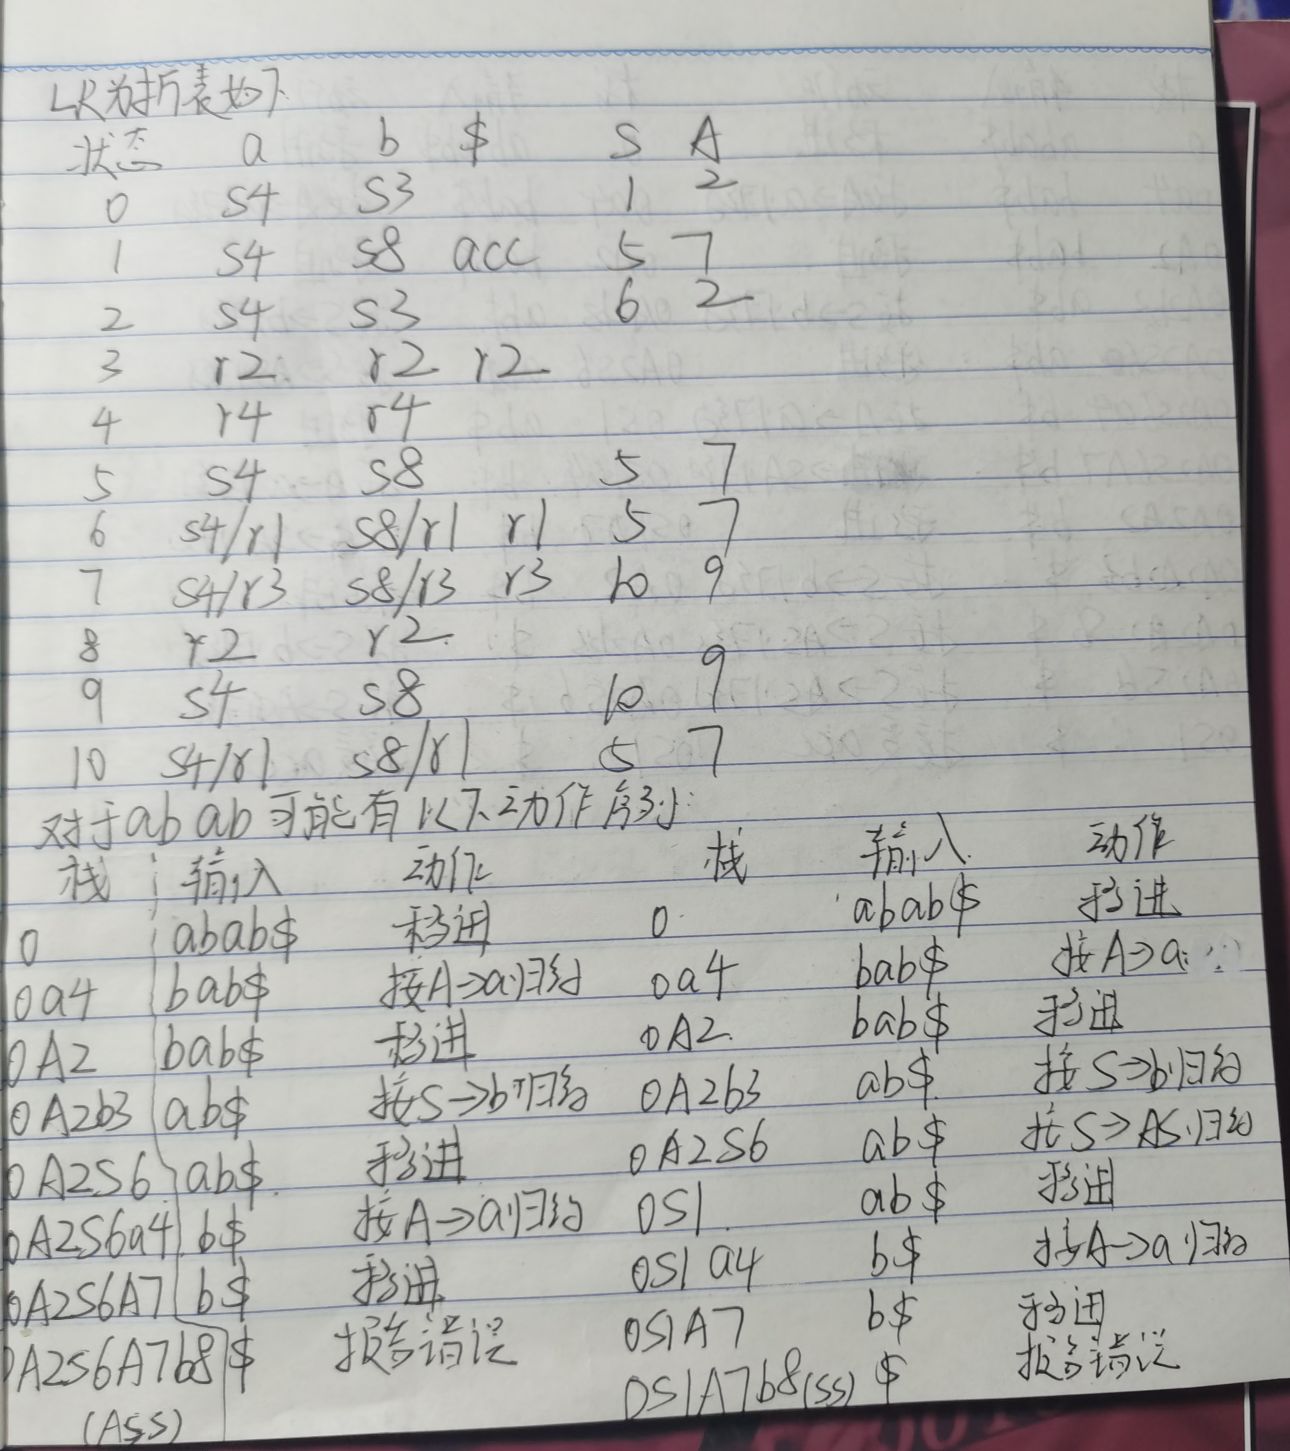 LR分析表如下
状态 a b $ S A
0 s4 s3 1 2
1 s4 s8 acc 5 7
2 s4 s3 6 2
3 r2 r2 r2
4 r4 r4
5 s4 s8 5 7
6 s4/r1 s8/r1 r1 5 7
7 s4/r3 s8/r3 r3 10 9
8 r2 r2
9 s4 s8 10 9
10 s4/r1 s8/r1 5 7
对于abab可能有以下动作序列:
栈 输入 动作 栈 输入 动作
0 abab$ 移进 0 abab$ 移进
0a4 bab$ 按A→a归约 0a4 bab$ 按A→a
0A2 bab$ 移进 0A2 bab$ 移进
0A2b3 ab$ 按S→b归约 0A2b3 ab$ 按S→b归约
0A2S6 ab$ 移进 0A2S6 ab$ 按S→AS归约
0A2S6a4 b$ 按A→a归约 0S1 ab$ 移进
0A2S6A7 b$ 移进 0S1a4 b$ 按A→a归约
0A2S6A7b8 $ 报告错误 0S1A7 b$ 移进
(ASS) 0S1A7b8(SS) $ 报告错误